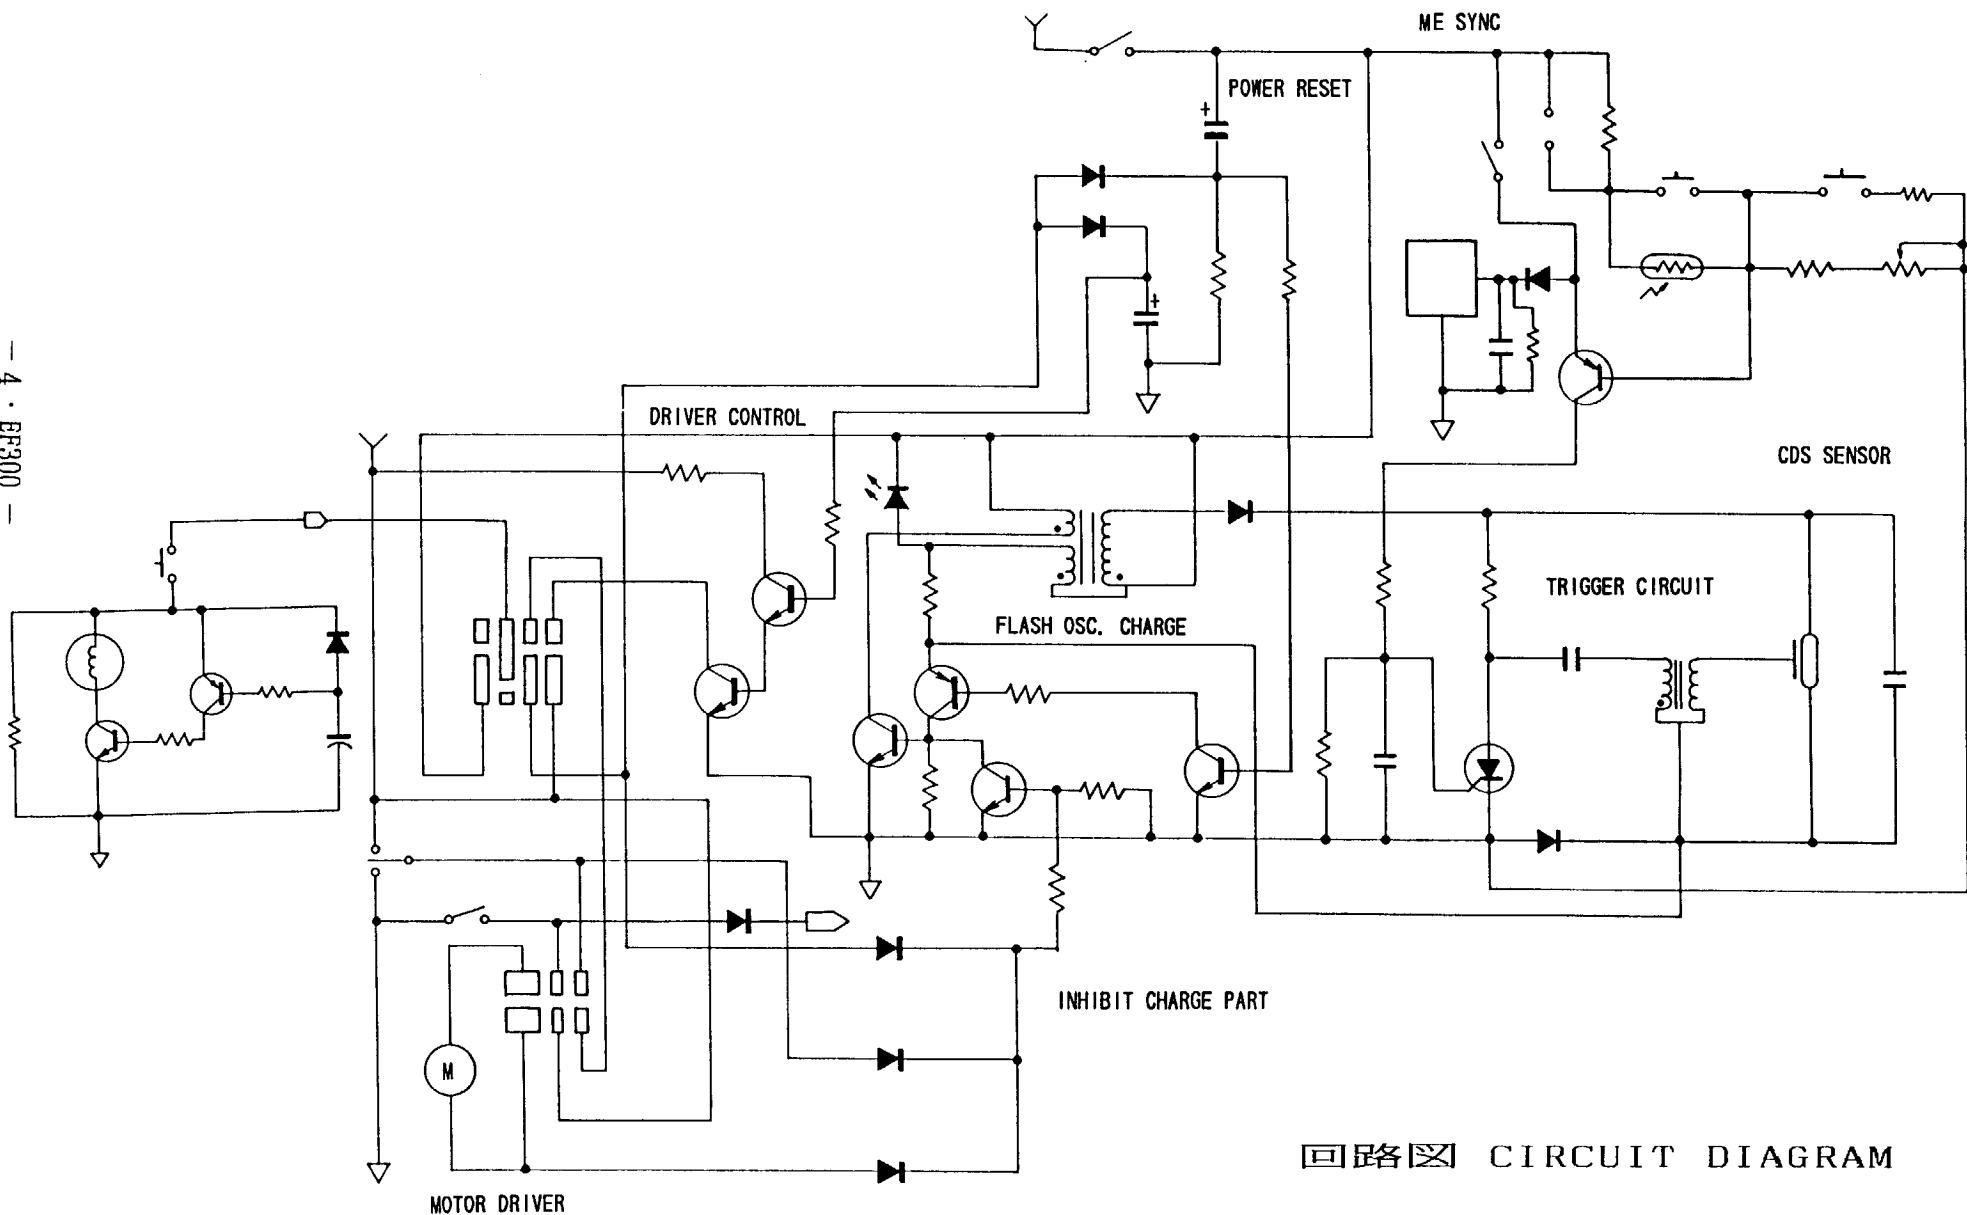 ME SYNC
POWER RESET
DRIVER CONTROL
CDS SENSOR
TRIGGER CIRCUIT
FLASH OSC. CHARGE
INHIBIT CHARGE PART
M
MOTOR DRIVER
回路図 CIRCUIT DIAGRAM
— 4 · EF300 —
+
+